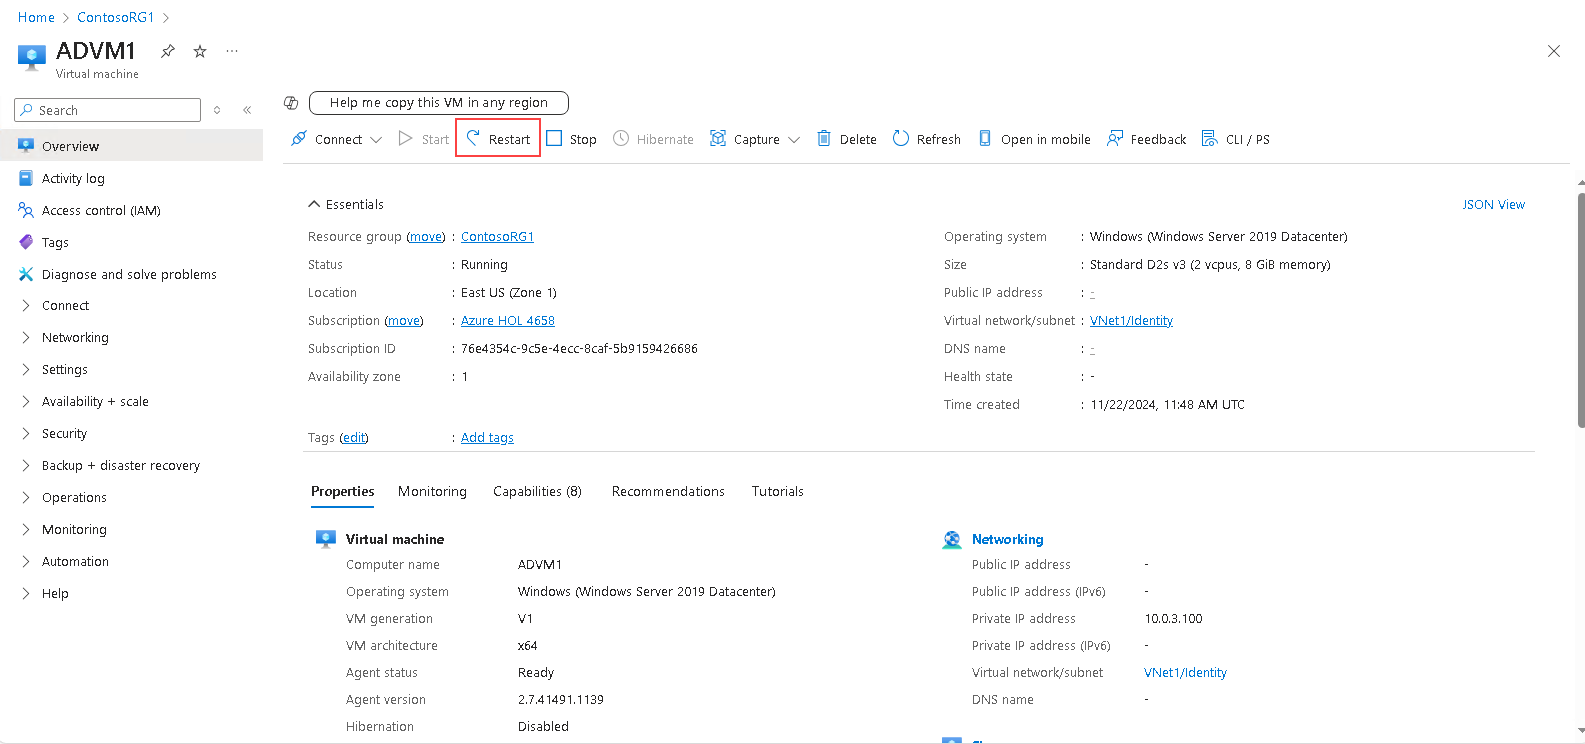 Home > ContosoRG1 >
ADVM1
Virtual machine
Search
Help me copy this VM in any region
Connect Start Restart Stop Hibernate Capture Delete Refresh Open in mobile Feedback CLI / PS
Overview
Activity log
Access control (IAM)
Tags
Diagnose and solve problems
Connect
Networking
Settings
Availability + scale
Security
Backup + disaster recovery
Operations
Monitoring
Automation
Help
Essentials
JSON View
Resource group (move) : ContosoRG1
Status : Running
Location : East US (Zone 1)
Subscription (move) : Azure HOL 4658
Subscription ID : 76e4354c-9c5e-4ecc-8caf-5b9159426686
Availability zone : 1
Operating system : Windows (Windows Server 2019 Datacenter)
Size : Standard D2s v3 (2 vcpus, 8 GiB memory)
Public IP address : -
Virtual network/subnet : VNet1/Identity
DNS name : -
Health state : -
Time created : 11/22/2024, 11:48 AM UTC
Tags (edit) : Add tags
Properties Monitoring Capabilities (8) Recommendations Tutorials
Virtual machine
Computer name ADVM1
Operating system Windows (Windows Server 2019 Datacenter)
VM generation V1
VM architecture x64
Agent status Ready
Agent version 2.7.41491.1139
Hibernation Disabled
Networking
Public IP address -
Public IP address (IPv6) -
Private IP address 10.0.3.100
Private IP address (IPv6) -
Virtual network/subnet VNet1/Identity
DNS name -